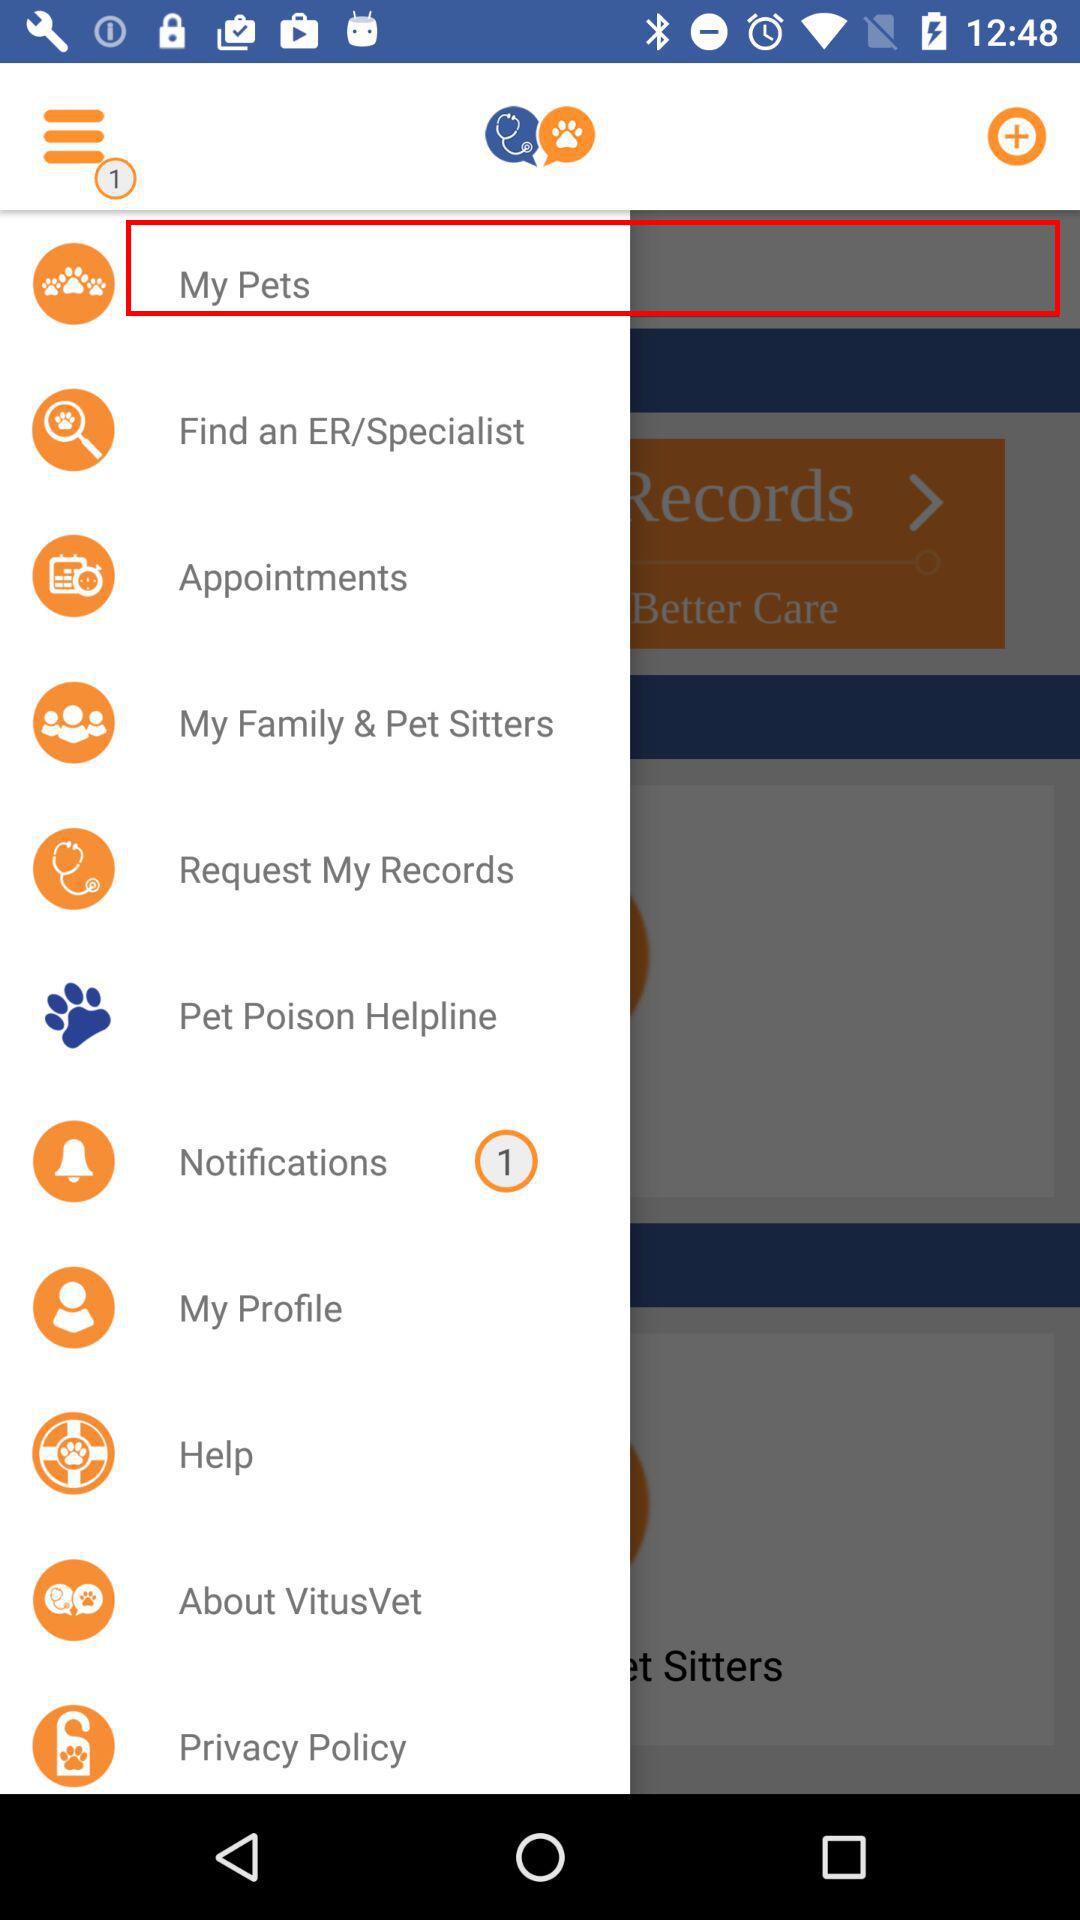 12:48
1
My Pets
Find an ER/Specialist
Records
Better Care
Appointments
My Family & Pet Sitters
Request My Records
Pet Poison Helpline
Notifications 1
My Profile
Help
About VitusVet
et Sitters
Privacy Policy